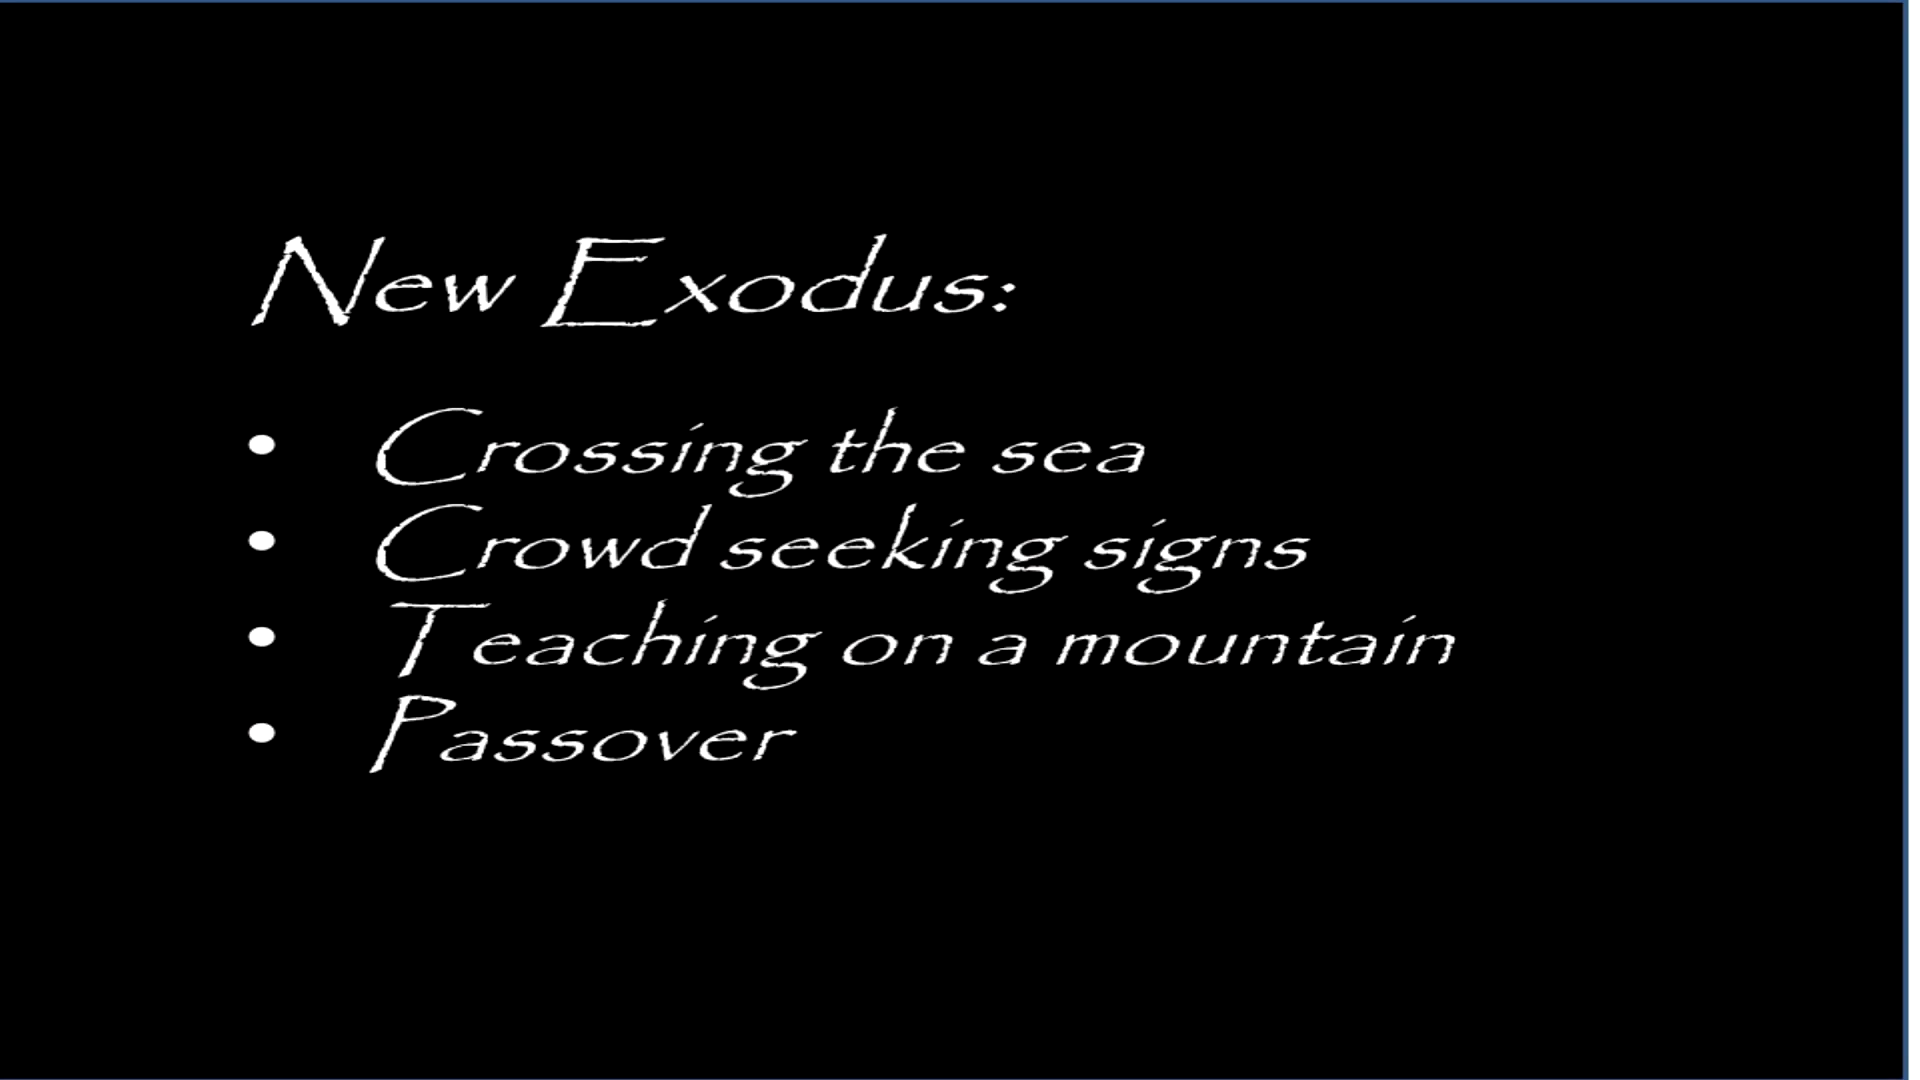 New Exodus:
• Crossing the sea
• Crowd seeking signs
• Teaching on a mountain
• Passover